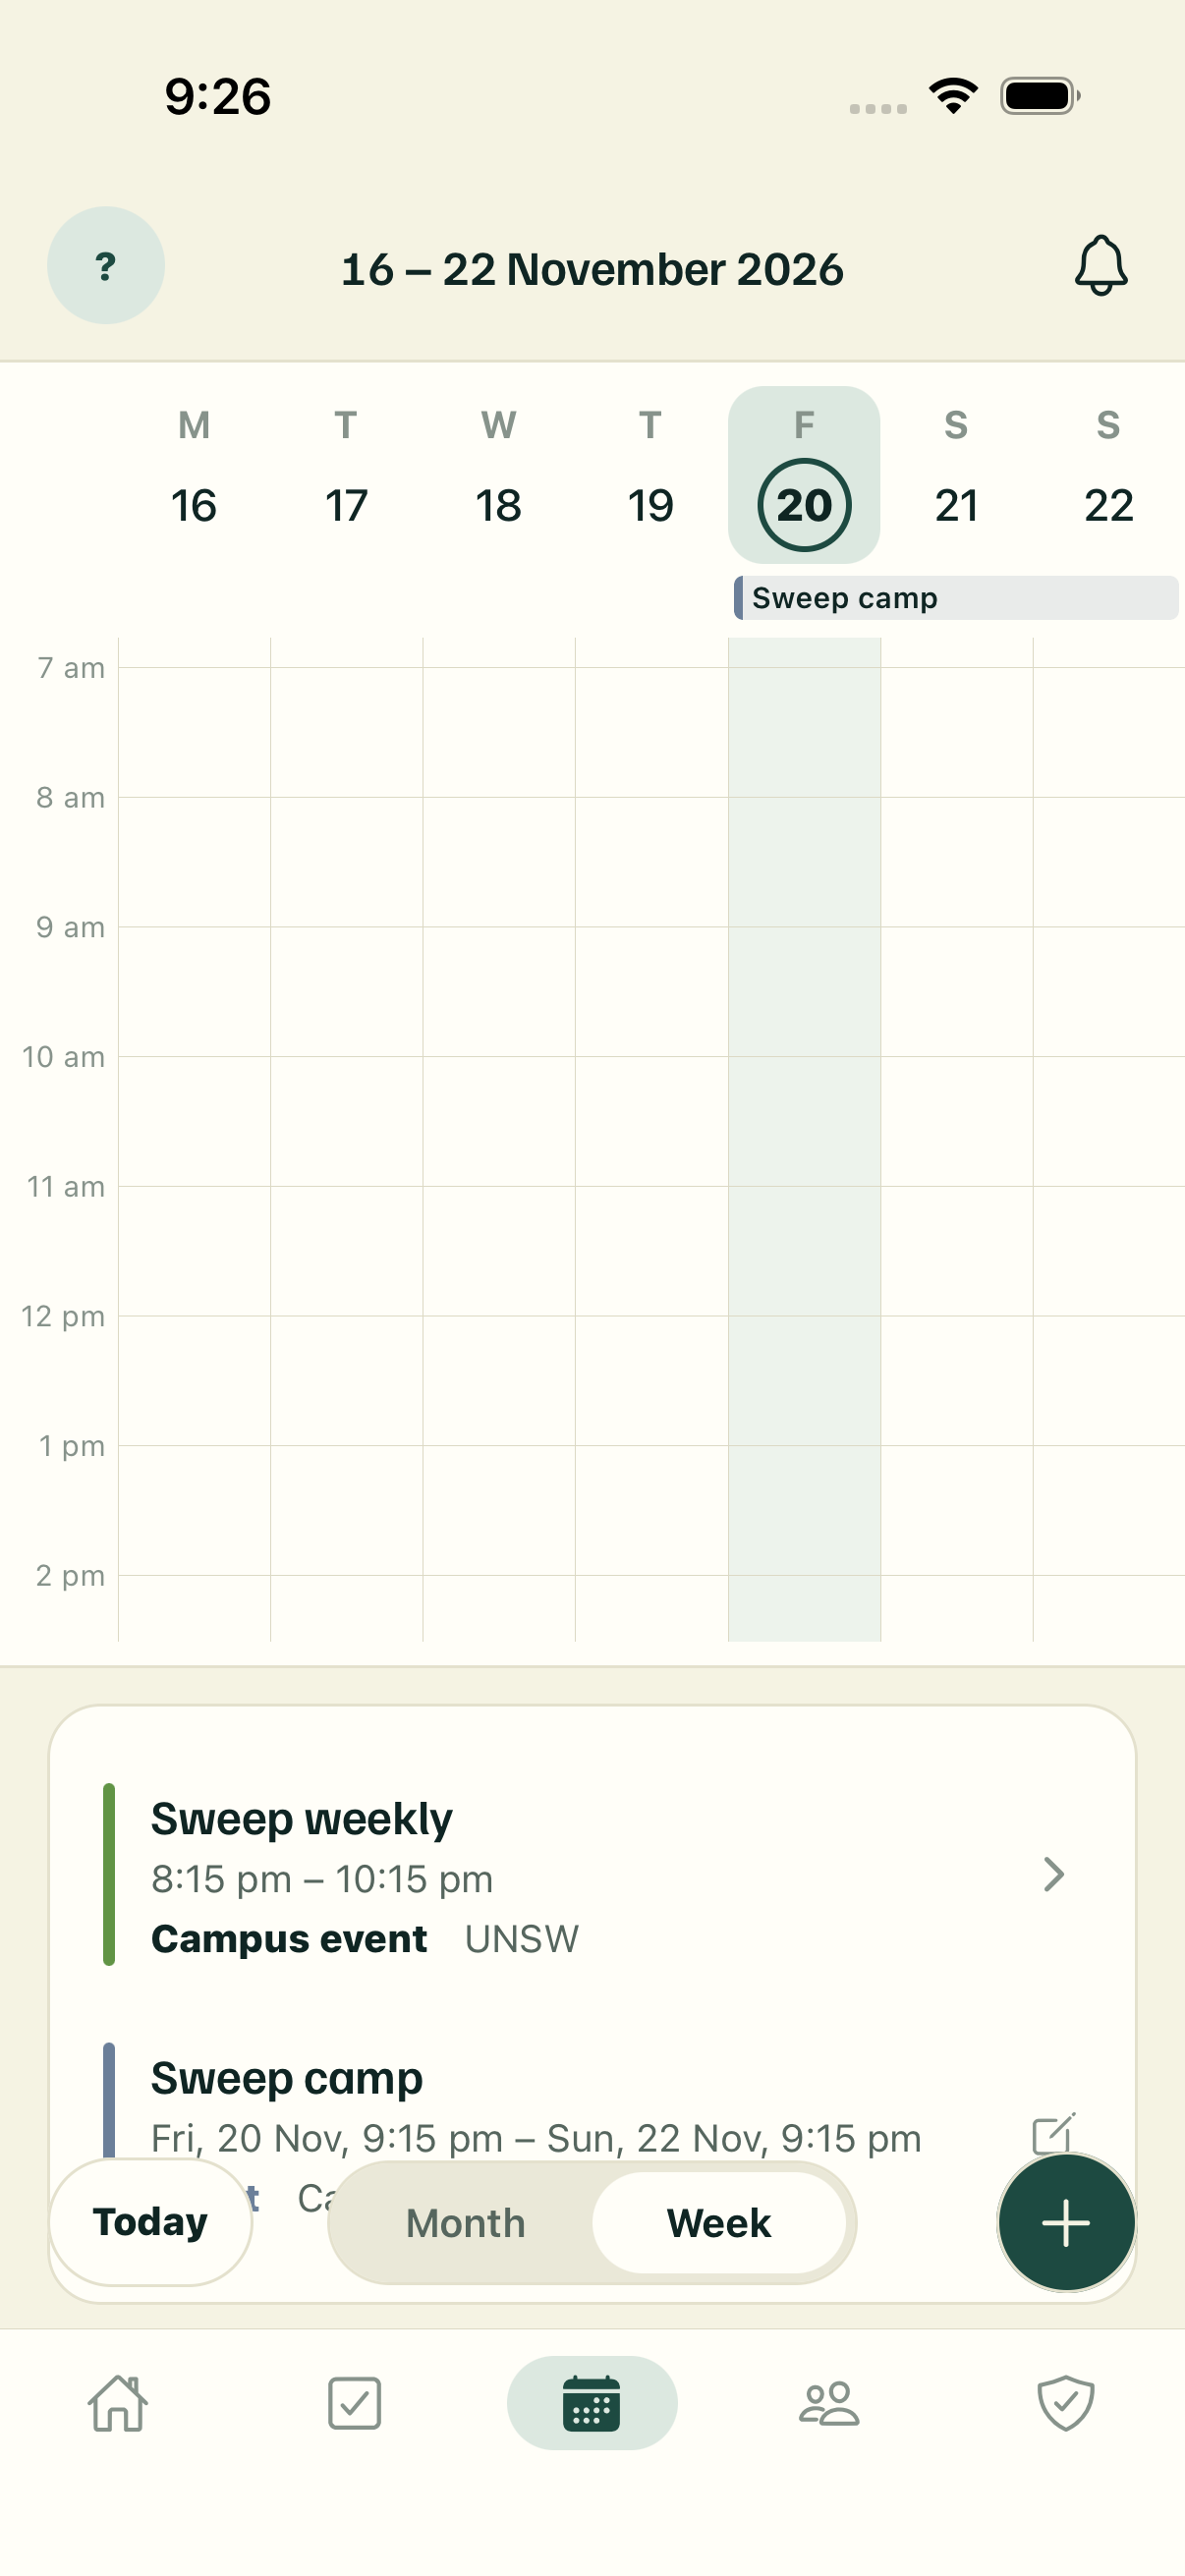 9:26
?
16 – 22 November 2026
M T W T F S S
16 17 18 19 20 21 22
Sweep camp
7 am
8 am
9 am
10 am
11 am
12 pm
1 pm
2 pm
Sweep weekly
8:15 pm – 10:15 pm
Campus event UNSW
Sweep camp
Fri, 20 Nov, 9:15 pm – Sun, 22 Nov, 9:15 pm
Today Month Week